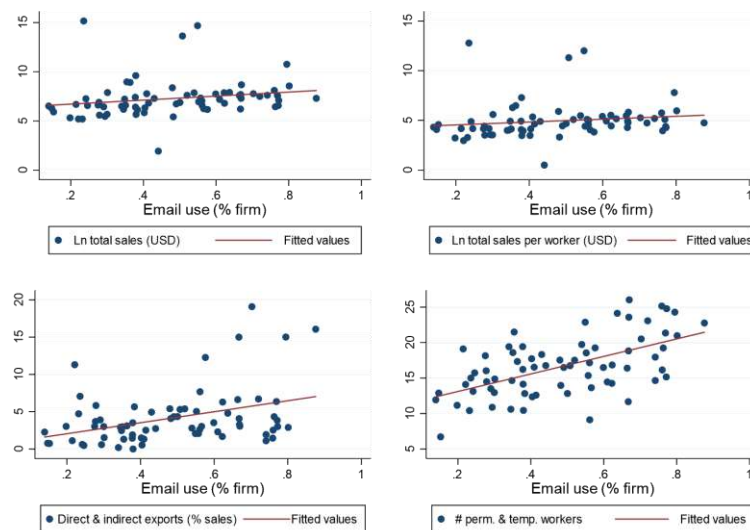 15
10
5
0
.2 .4 .6 .8 1
Email use (% firm)
Ln total sales (USD) Fitted values
15
10
5
0
.2 .4 .6 .8 1
Email use (% firm)
Ln total sales per worker (USD) Fitted values
20
15
10
5
0
.2 .4 .6 .8 1
Email use (% firm)
Direct & indirect exports (% sales) Fitted values
25
20
15
10
5
.2 .4 .6 .8 1
Email use (% firm)
# perm. & temp. workers Fitted values